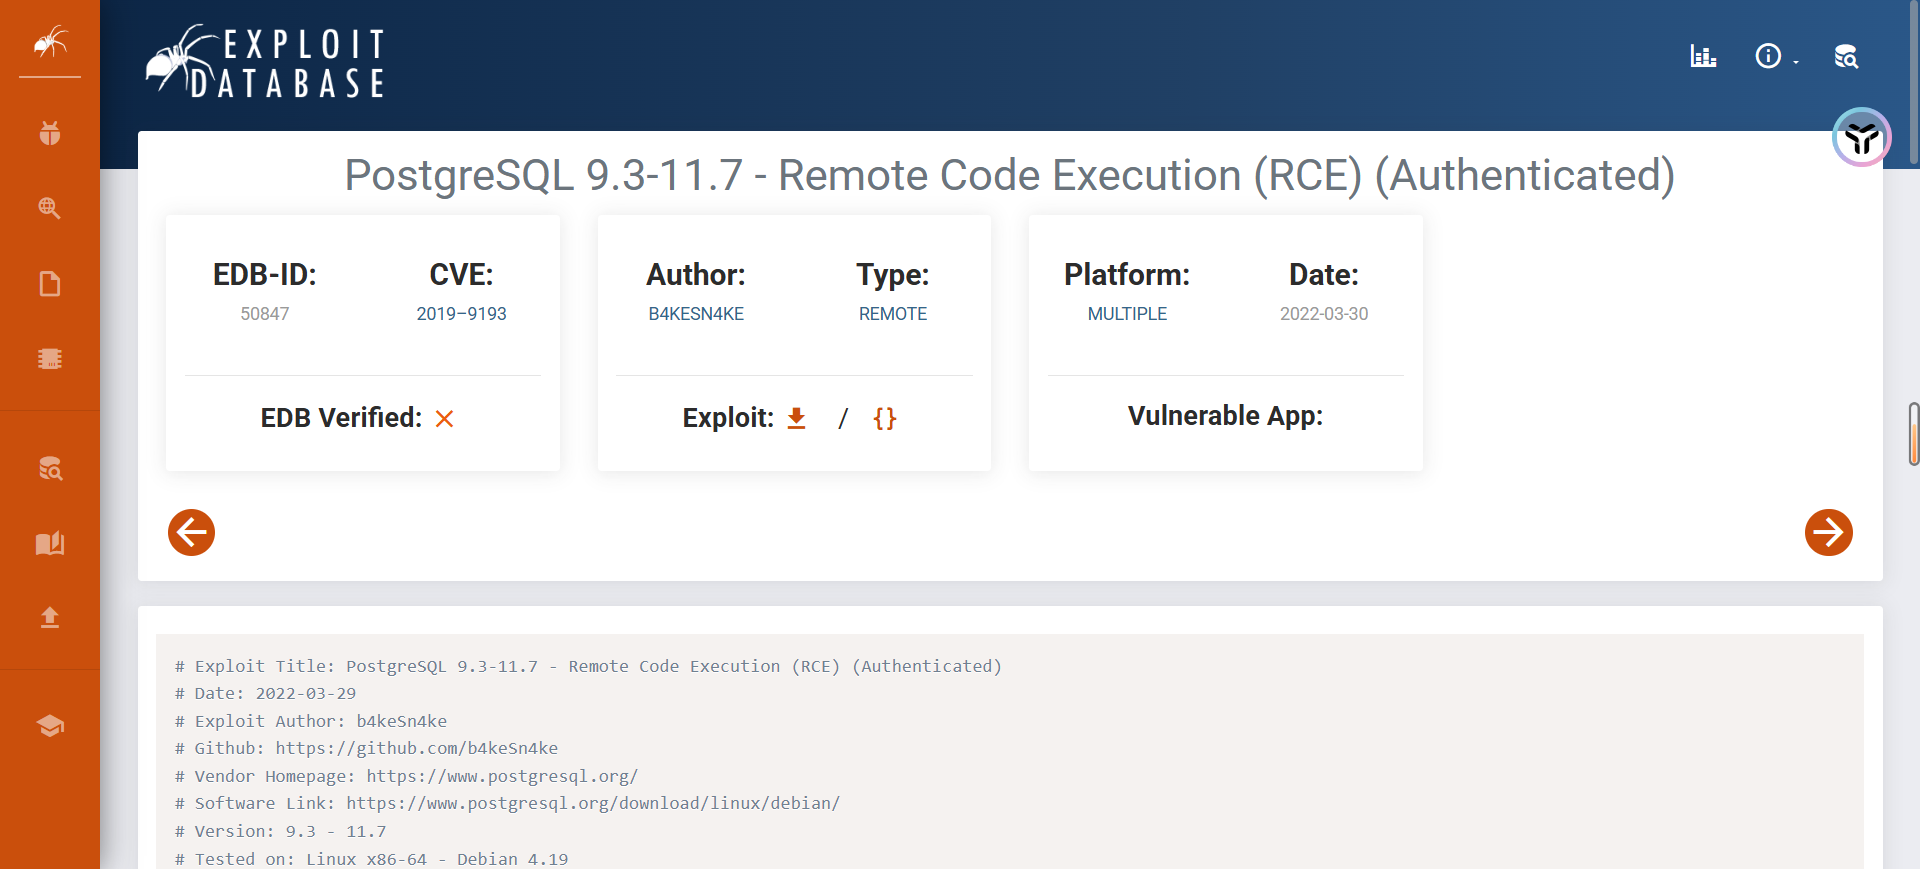 EXPLOIT
DATABASE
PostgreSQL 9.3-11.7 - Remote Code Execution (RCE) (Authenticated)
EDB-ID:
50847
CVE:
2019-9193
EDB Verified:
Author:
B4KESN4KE
Type:
REMOTE
Exploit: / {}
Platform:
MULTIPLE
Date:
2022-03-30
Vulnerable App:
# Exploit Title: PostgreSQL 9.3-11.7 - Remote Code Execution (RCE) (Authenticated)
# Date: 2022-03-29
# Exploit Author: b4keSn4ke
# Github: https://github.com/b4keSn4ke
# Vendor Homepage: https://www.postgresql.org/
# Software Link: https://www.postgresql.org/download/linux/debian/
# Version: 9.3 - 11.7
# Tested on: Linux x86-64 - Debian 4.19